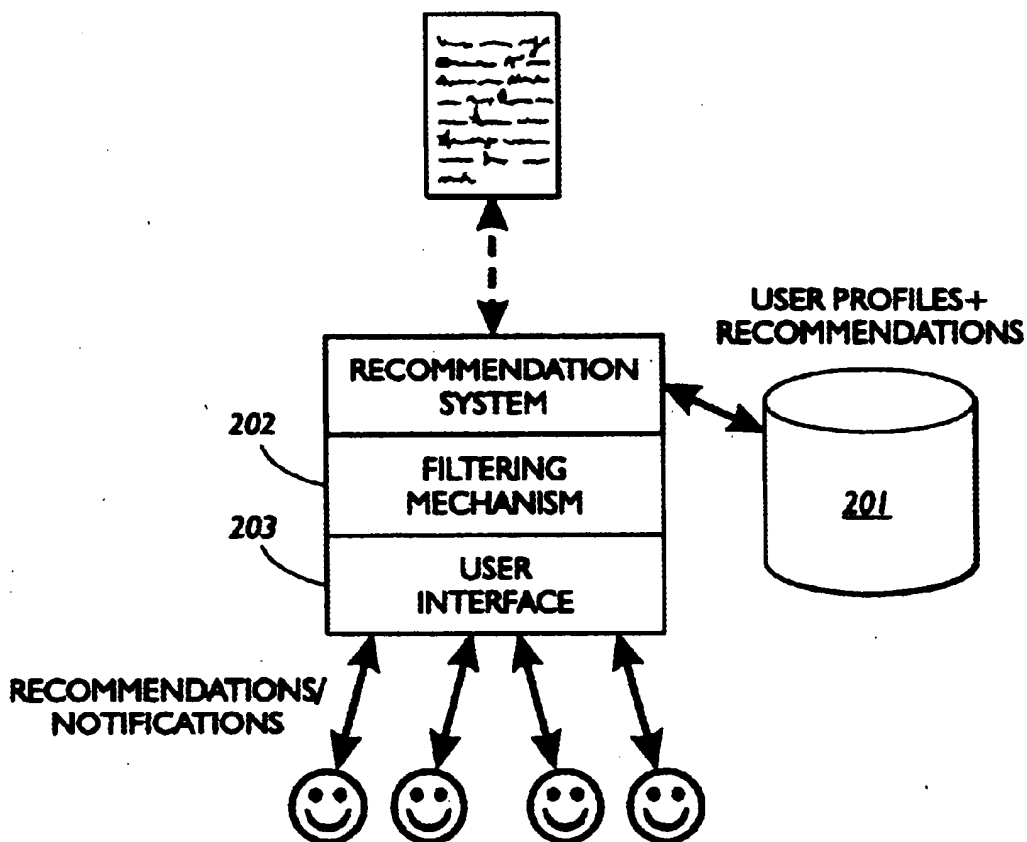 USER PROFILES+
RECOMMENDATIONS
RECOMMENDATION
SYSTEM
202
FILTERING
MECHANISM
201
203
USER
INTERFACE
RECOMMENDATIONS/
NOTIFICATIONS